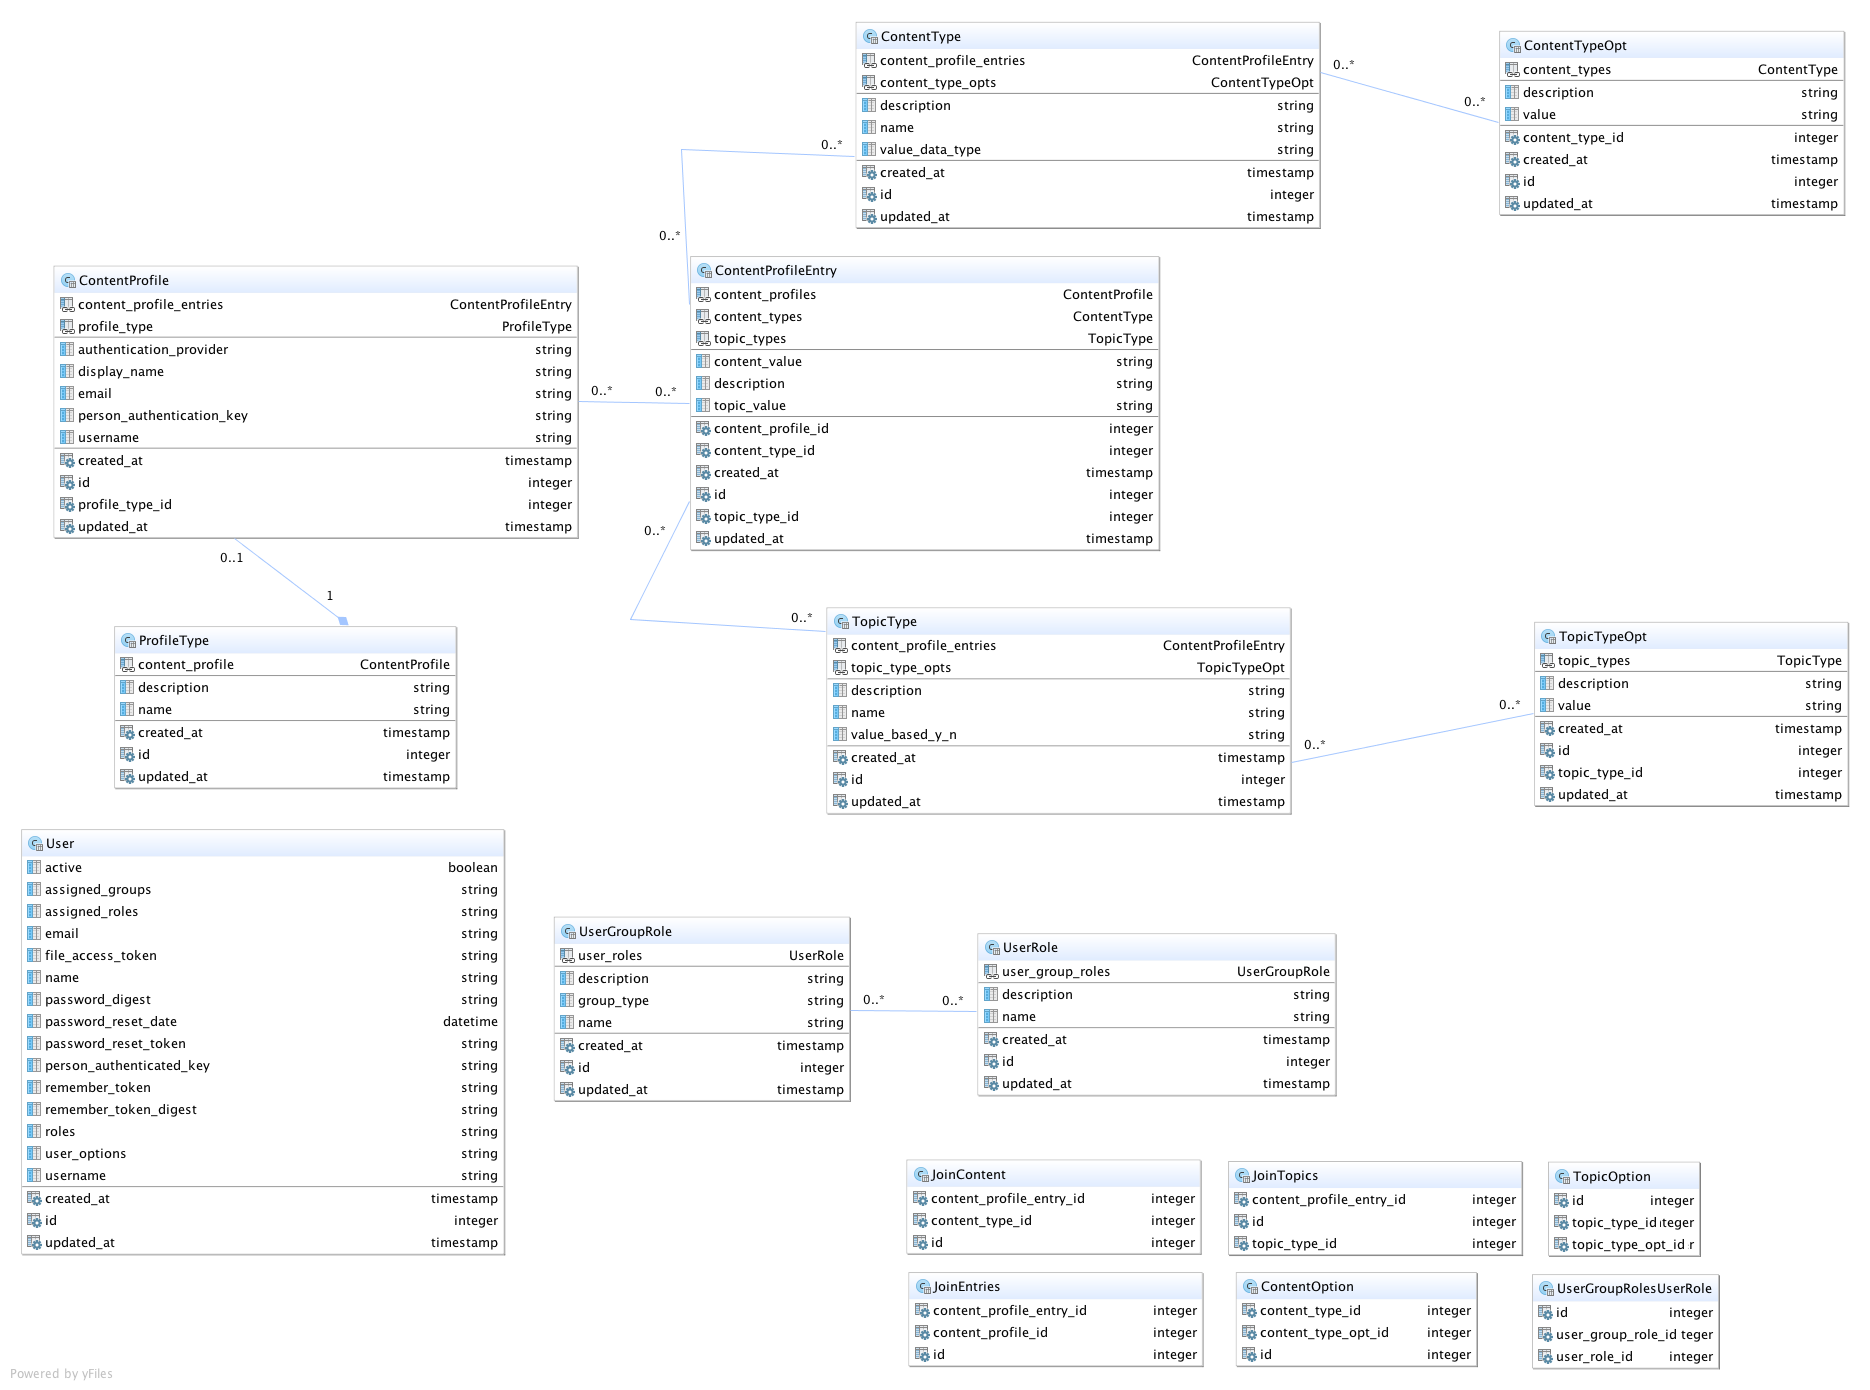 ContentType
content_profile_entries ContentProfileEntry
content_type_opts ContentTypeOpt
description string
name string
value_data_type string
created_at timestamp
id integer
updated_at timestamp
0..*
0..*
0..*
0..*
ContentTypeOpt
content_types ContentType
description string
value string
content_type_id integer
created_at timestamp
id integer
updated_at timestamp
ContentProfile
content_profile_entries ContentProfileEntry
profile_type ProfileType
authentication_provider string
display_name string
email string
person_authentication_key string
username string
created_at timestamp
id integer
profile_type_id integer
updated_at timestamp
0..*
0..*
ContentProfileEntry
content_profiles ContentProfile
content_types ContentType
topic_types TopicType
content_value string
description string
topic_value string
content_profile_id integer
content_type_id integer
created_at timestamp
id integer
topic_type_id integer
updated_at timestamp
0..1
1
0..*
0..*
ProfileType
content_profile ContentProfile
description string
name string
created_at timestamp
id integer
updated_at timestamp
TopicType
content_profile_entries ContentProfileEntry
topic_type_opts TopicTypeOpt
description string
name string
value_based_y_n string
created_at timestamp
id integer
updated_at timestamp
0..*
0..*
TopicTypeOpt
topic_types TopicType
description string
value string
created_at timestamp
id integer
topic_type_id integer
updated_at timestamp
User
active boolean
assigned_groups string
assigned_roles string
email string
file_access_token string
name string
password_digest string
password_reset_date datetime
password_reset_token string
person_authenticated_key string
remember_token string
remember_token_digest string
roles string
user_options string
username string
created_at timestamp
id integer
updated_at timestamp
UserGroupRole
user_roles UserRole
description string
group_type string
name string
created_at timestamp
id integer
updated_at timestamp
0..*
0..*
UserRole
user_group_roles UserGroupRole
description string
name string
created_at timestamp
id integer
updated_at timestamp
JoinContent
content_profile_entry_id integer
content_type_id integer
id integer
JoinTopics
content_profile_entry_id integer
id integer
topic_type_id integer
TopicOption
id integer
topic_type_id teger
topic_type_opt_id r
JoinEntries
content_profile_entry_id integer
content_profile_id integer
id integer
ContentOption
content_type_id integer
content_type_opt_id integer
id integer
UserGroupRolesUserRole
id integer
user_group_role_id teger
user_role_id integer
Powered by yFiles